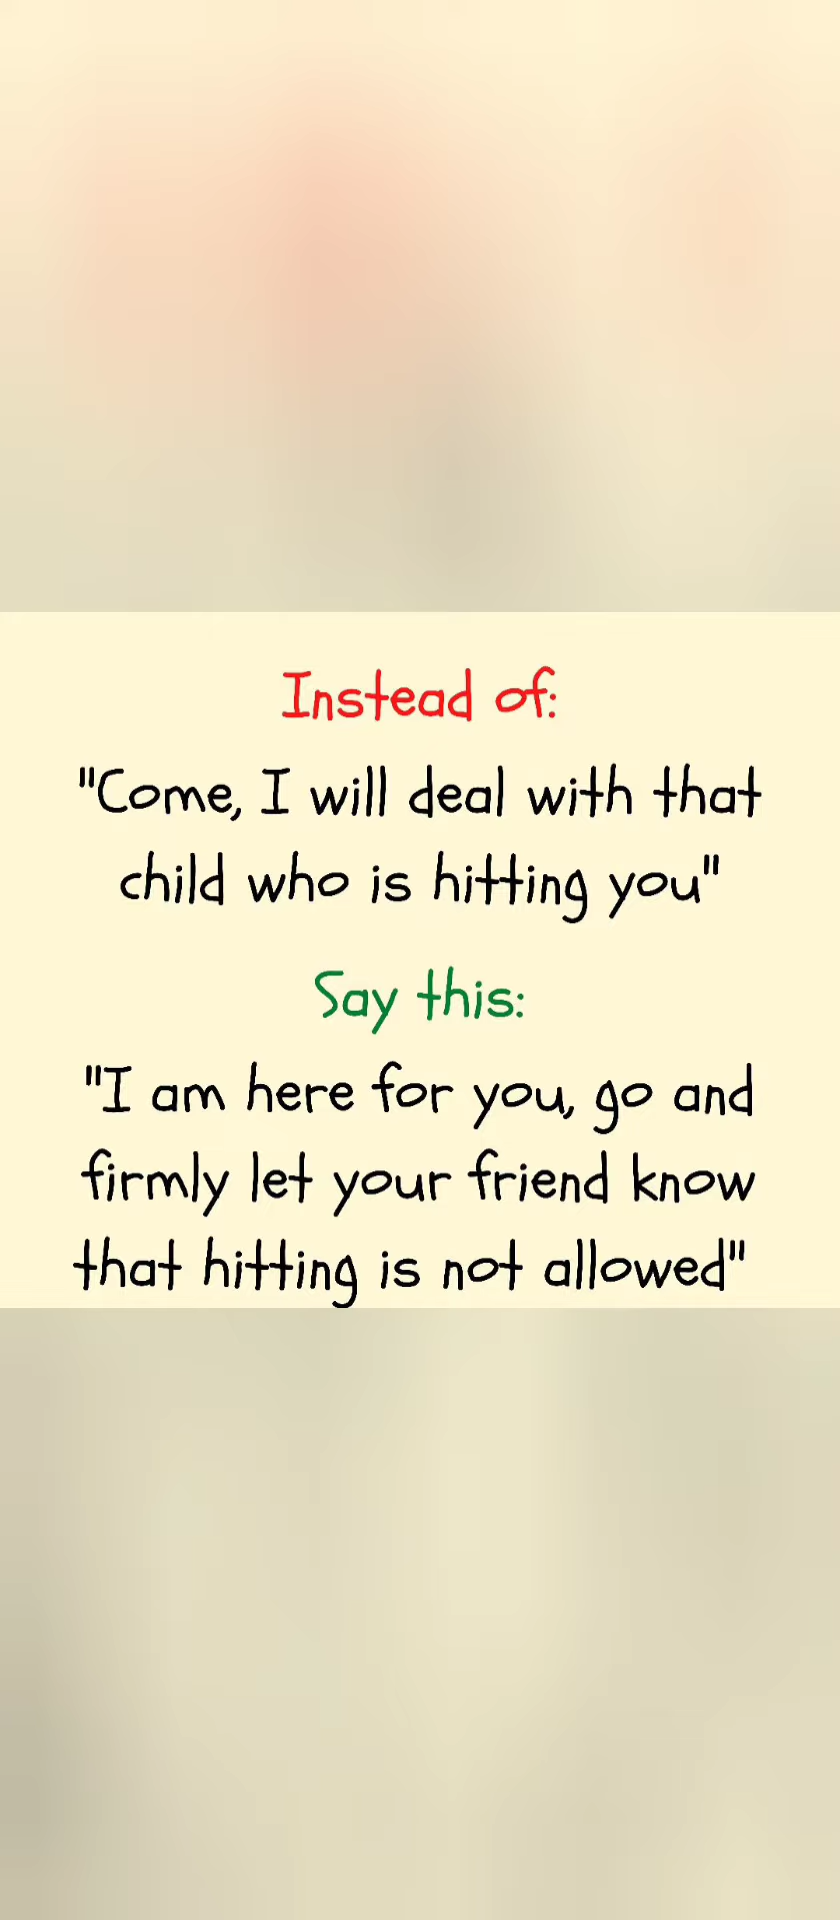 Instead of:
"Come, I will deal with that
child who is hitting you"
Say this:
"I am here for you, go and
firmly let your friend know
that hitting is not allowed"